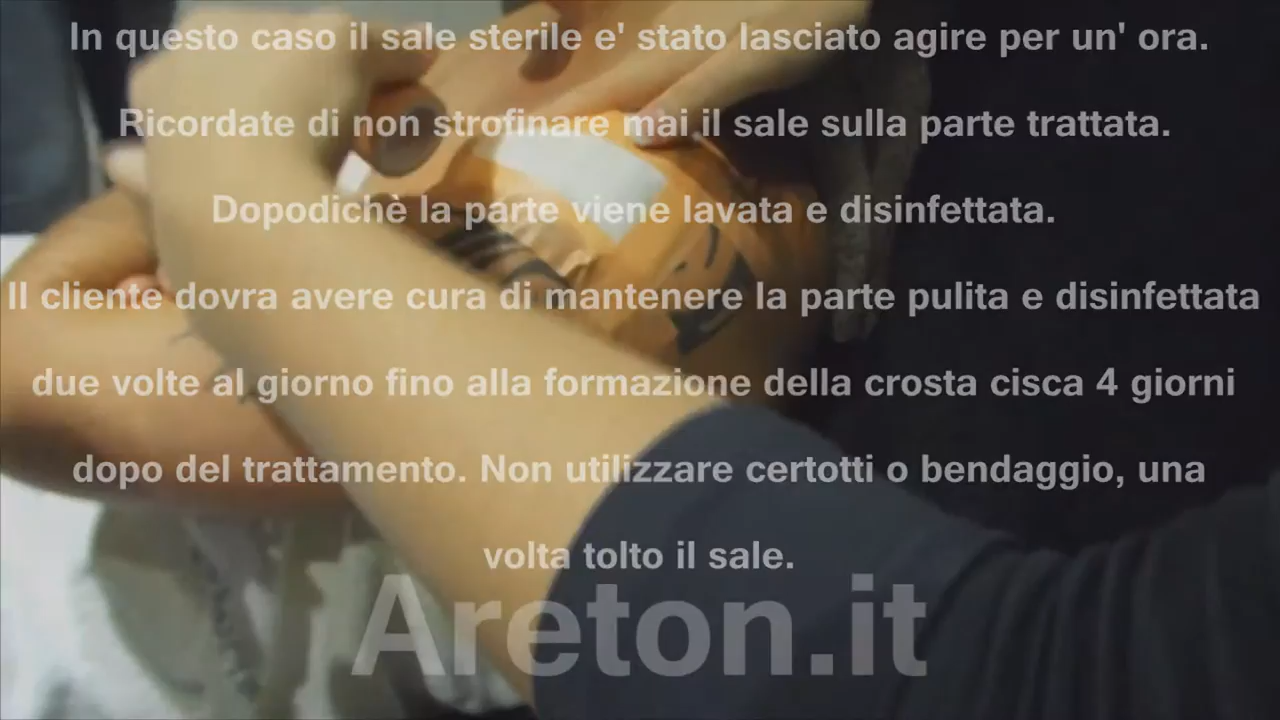 In questo caso il sale sterile e' stato lasciato agire per un' ora.
Ricordate di non strofinare mai il sale sulla parte trattata.
Dopodichè la parte viene lavata e disinfettata.
Il cliente dovra avere cura di mantenere la parte pulita e disinfettata
due volte al giorno fino alla formazione della crosta cisca 4 giorni
dopo del trattamento. Non utilizzare certotti o bendaggio, una
volta tolto il sale.
Areton.it